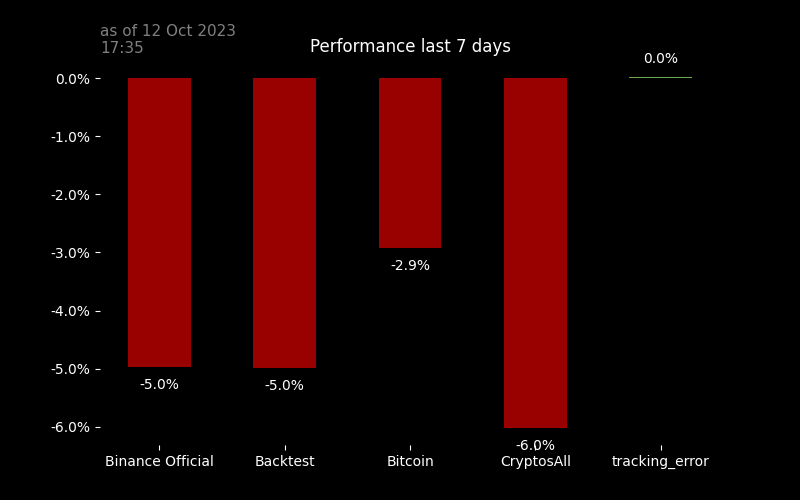 as of 12 Oct 2023
17:35
Performance last 7 days
0.0%
0.0%
-1.0%
-2.0%
-3.0%
-2.9%
-4.0%
-5.0%
-5.0%
-5.0%
-6.0%
-6.0%
Binance Official
Backtest
Bitcoin
CryptosAll
tracking_error